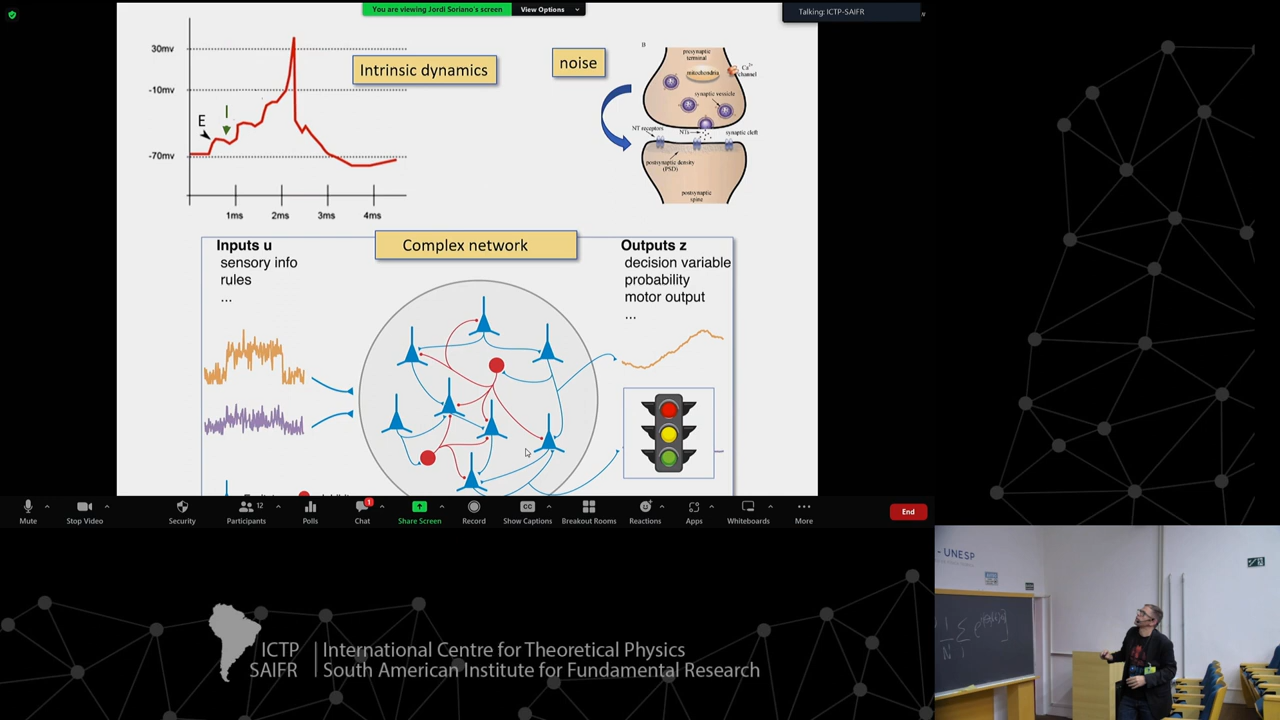 You are viewing Jordi Soriano's screen
View Options
Talking: ICTP-SAIFR
30mv
-10mv
-70mv
E
I
1ms
2ms
3ms
4ms
Intrinsic dynamics
noise
presynaptic
terminal
mitochondria
Ca2+
channel
synaptic vessicle
NT receptors
NTs
synaptic cleft
postsynaptic density
(PSD)
postsynaptic
spine
Complex network
Inputs u
sensory info
rules
...
Outputs z
decision variable
probability
motor output
...
Mute
Stop Video
Security
12
Participants
Polls
1
Chat
Share Screen
Record
CC
Show Captions
Breakout Rooms
Reactions
Apps
Whiteboards
More
End
ICTP
SAIFR
International Centre for Theoretical Physics
South American Institute for Fundamental Research
- UNESP